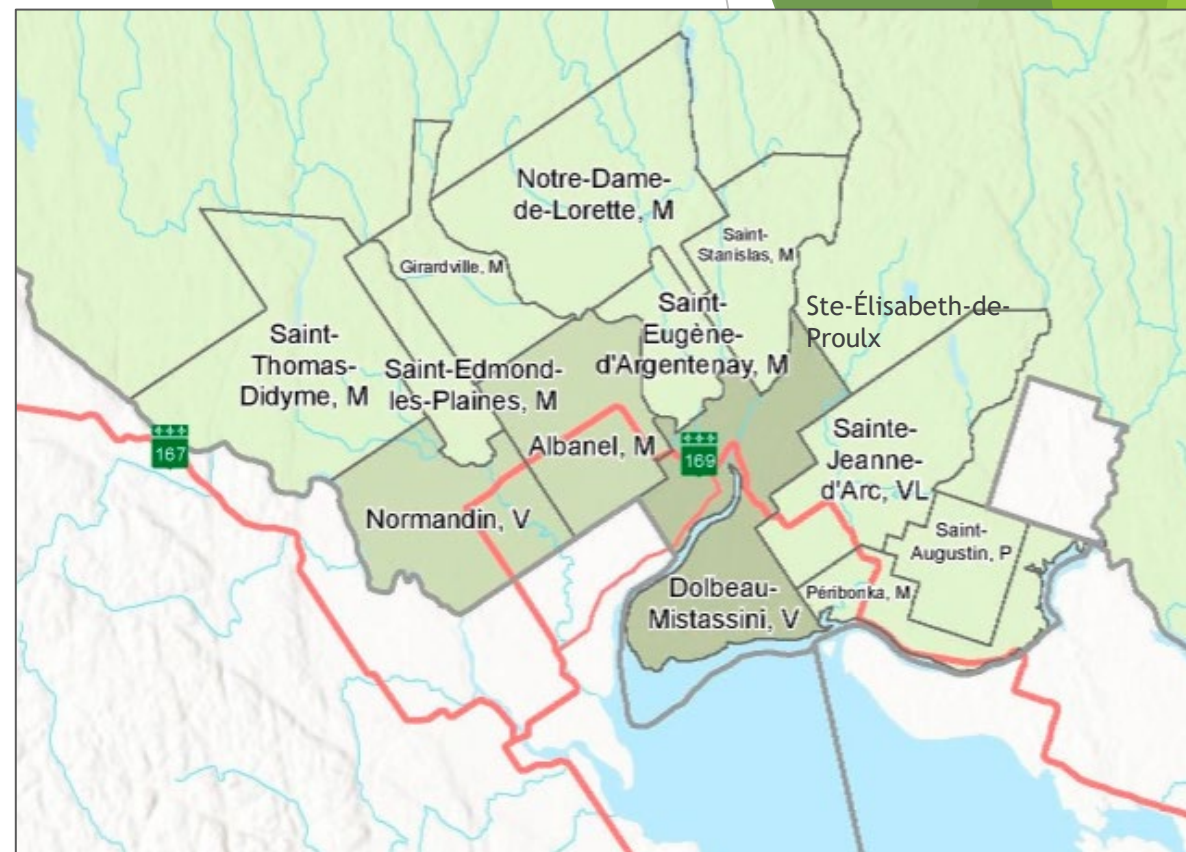 Notre-Dame-
de-Lorette, M
Saint-
Stanislas, M
Girardville, M
Saint-
Eugène-
d'Argentenay, M
Ste-Élisabeth-de-
Proulx
Saint-
Thomas-
Didyme, M
Saint-Edmond-
les-Plaines, M
Albanel, M
167
169
Sainte-
Jeanne-
d'Arc, VL
Normandin, V
Saint-
Augustin, P
Dolbeau-
Mistassini, V
Péribonka, M